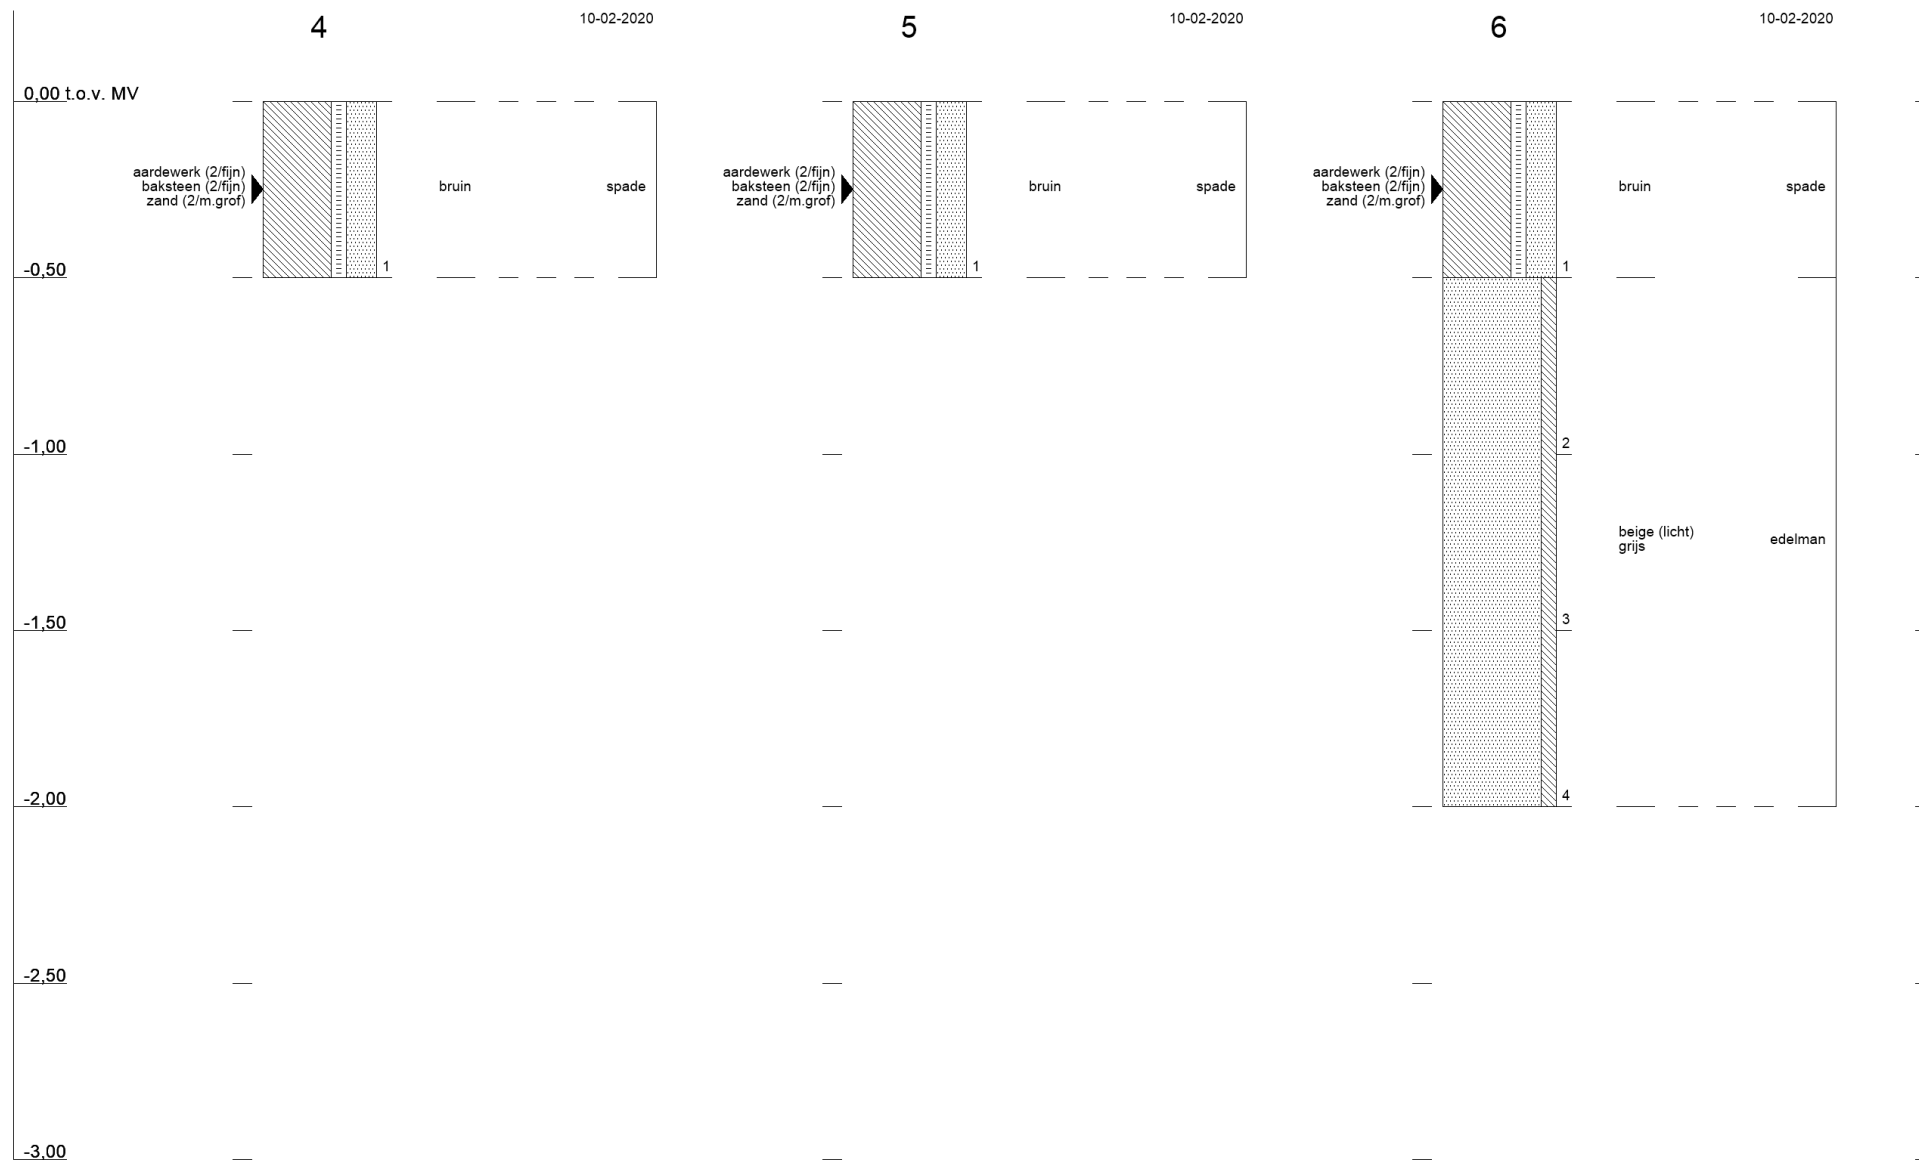 4
10-02-2020
5
10-02-2020
6
10-02-2020
0,00 t.o.v. MV
-0,50
-1,00
-1,50
-2,00
-2,50
-3,00
aardewerk (2/fijn)
baksteen (2/fijn)
zand (2/m.grof)
bruin
spade
1
aardewerk (2/fijn)
baksteen (2/fijn)
zand (2/m.grof)
bruin
spade
1
aardewerk (2/fijn)
baksteen (2/fijn)
zand (2/m.grof)
bruin
spade
1
2
beige (licht)
grijs
edelman
3
4